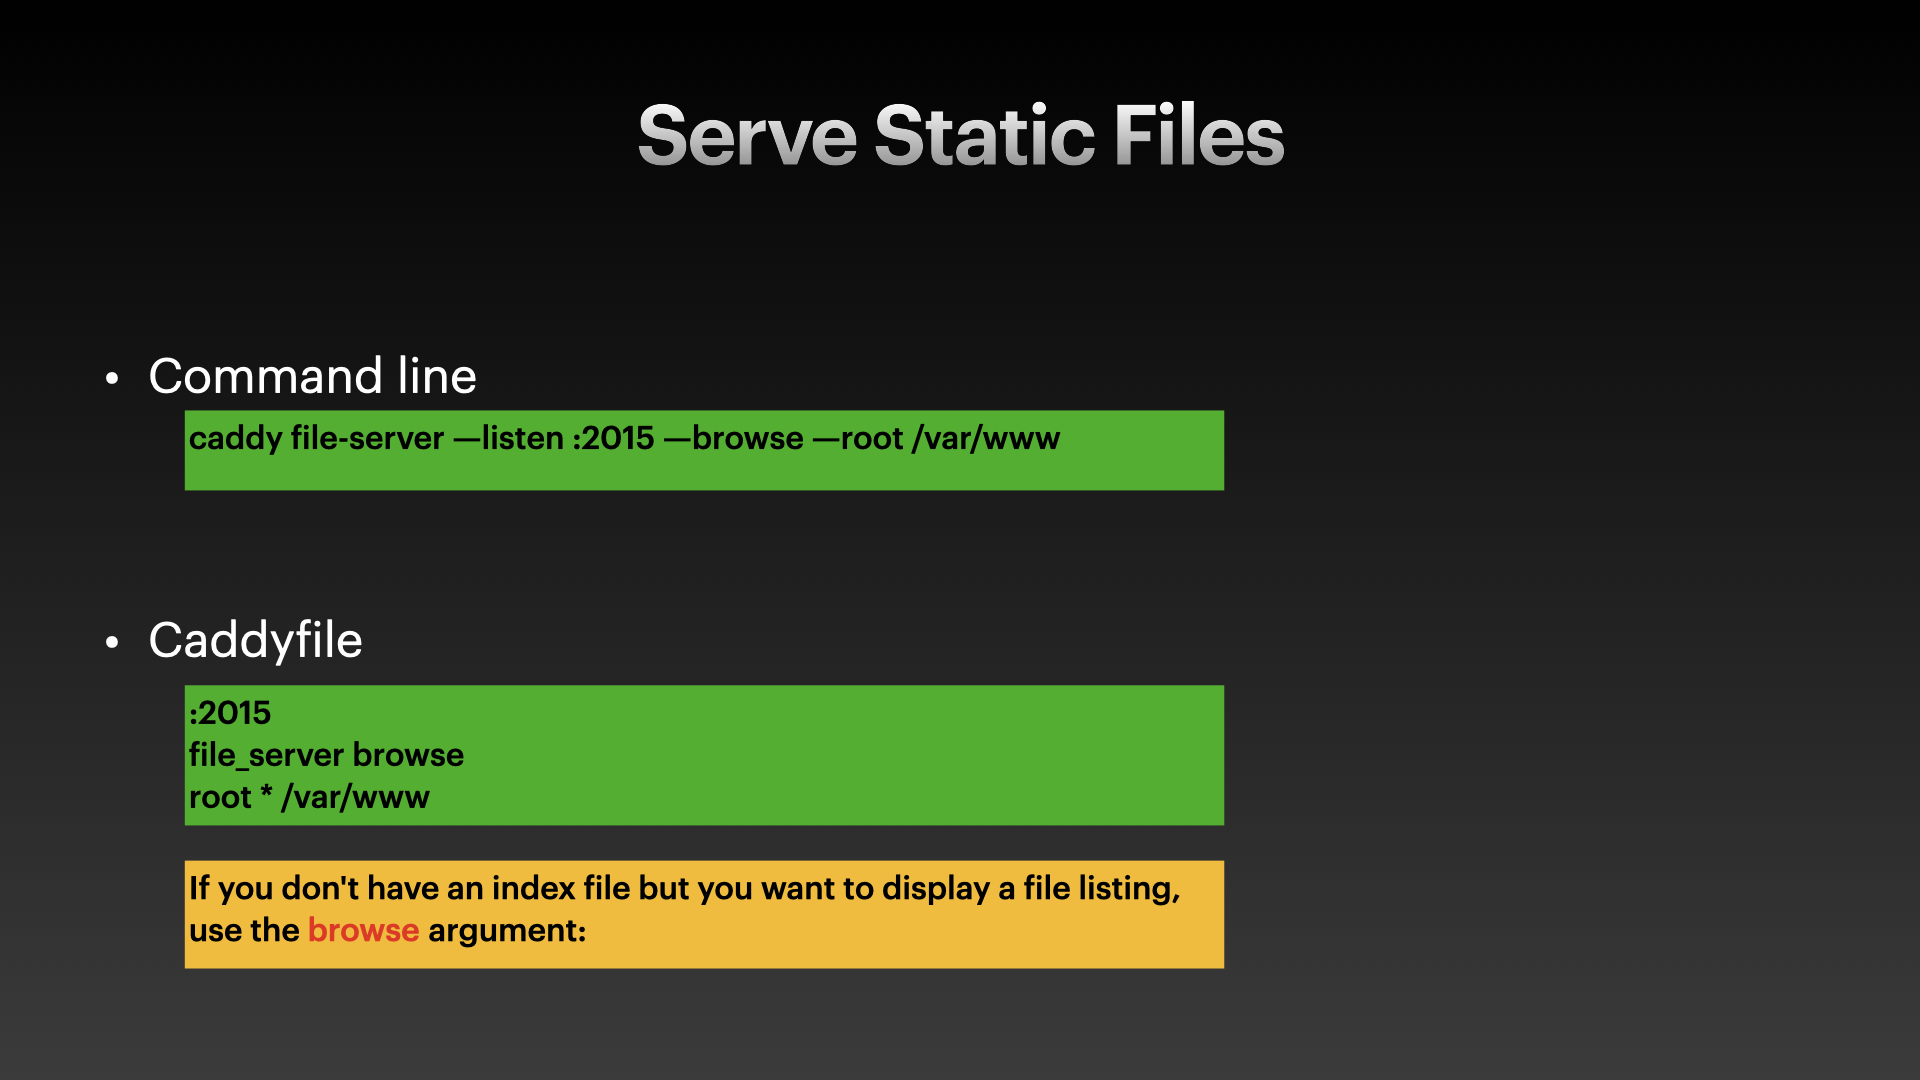 Serve Static Files
• Command line
caddy file-server —listen :2015 —browse —root /var/www
• Caddyfile
:2015
file_server browse
root * /var/www
If you don't have an index file but you want to display a file listing,
use the browse argument: